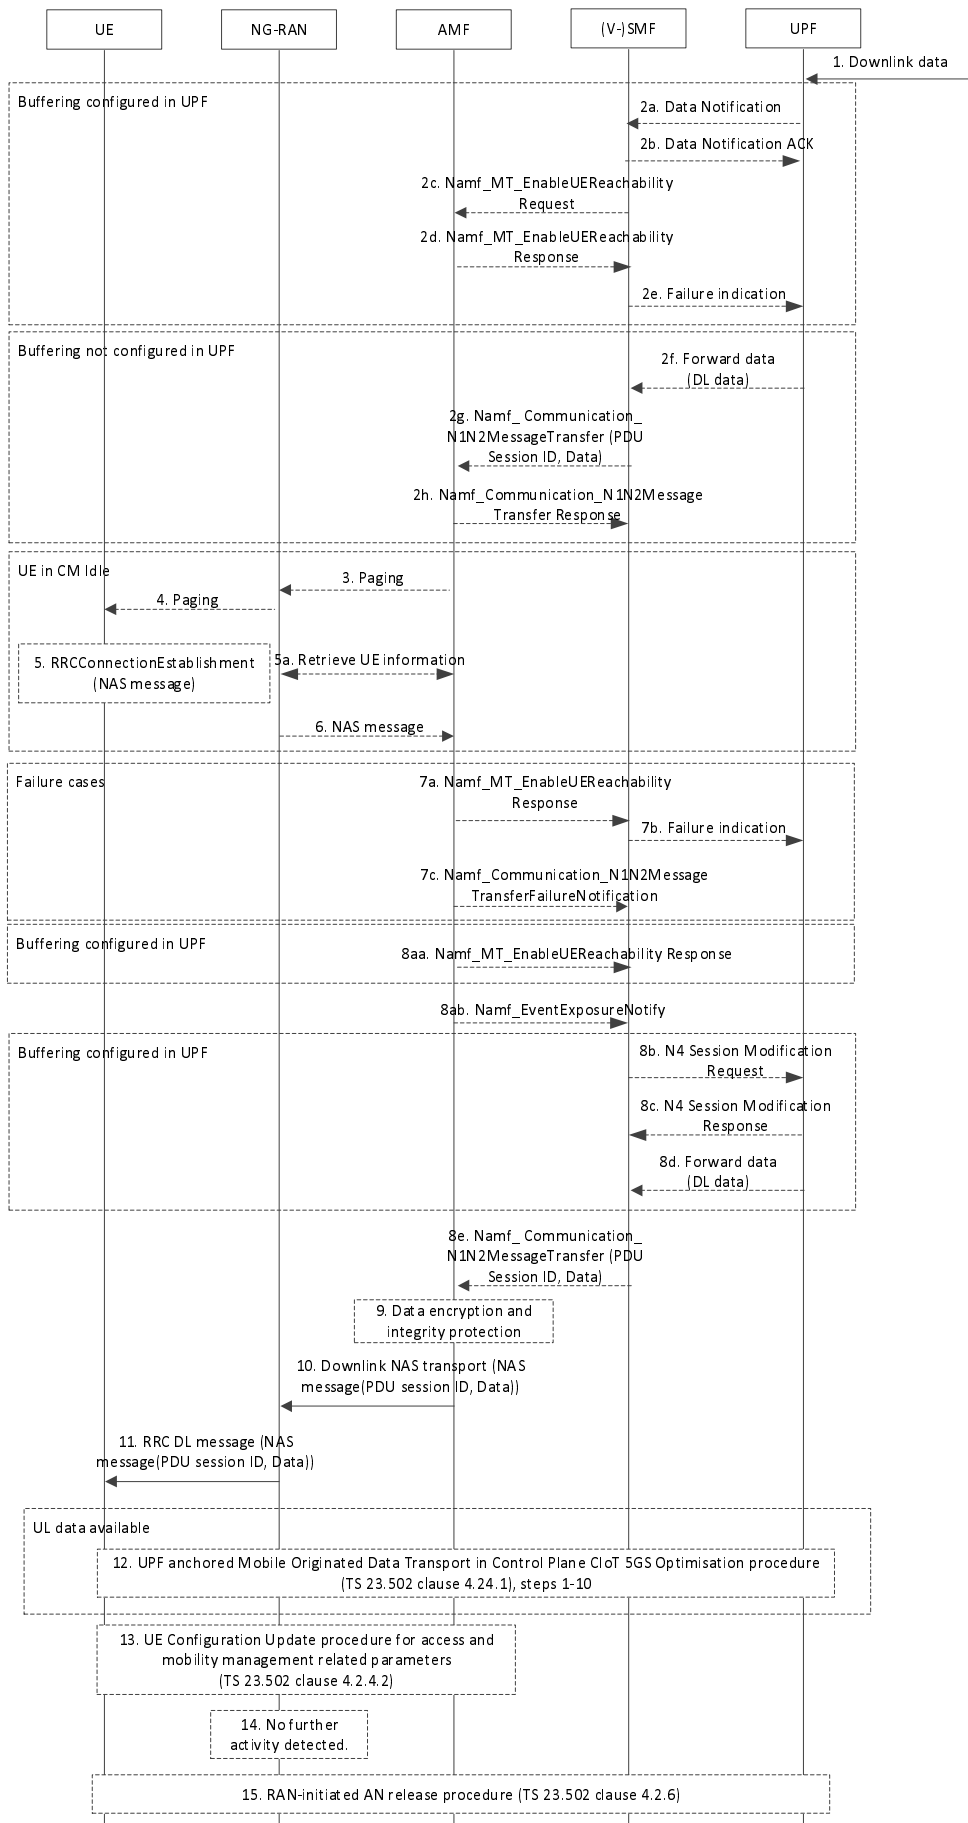 UE
NG-RAN
AMF
(V-)SMF
UPF
1. Downlink data
Buffering configured in UPF
2a. Data Notification
2b. Data Notification ACK
2c. Namf_MT_EnableUEReachability
Request
2d. Namf_MT_EnableUEReachability
Response
2e. Failure indication
Buffering not configured in UPF
2f. Forward data
(DL data)
2g. Namf_ Communication_
N1N2MessageTransfer (PDU
Session ID, Data)
2h. Namf_Communication_N1N2Message
Transfer Response
UE in CM Idle
3. Paging
4. Paging
5. RRCConnectionEstablishment
(NAS message)
5a. Retrieve UE information
6. NAS message
Failure cases
7a. Namf_MT_EnableUEReachability
Response
7b. Failure indication
7c. Namf_Communication_N1N2Message
TransferFailureNotification
Buffering configured in UPF
8aa. Namf_MT_EnableUEReachability Response
8ab. Namf_EventExposureNotify
Buffering configured in UPF
8b. N4 Session Modification
Request
8c. N4 Session Modification
Response
8d. Forward data
(DL data)
8e. Namf_ Communication_
N1N2MessageTransfer (PDU
Session ID, Data)
9. Data encryption and
integrity protection
10. Downlink NAS transport (NAS
message(PDU session ID, Data))
11. RRC DL message (NAS
message(PDU session ID, Data))
UL data available
12. UPF anchored Mobile Originated Data Transport in Control Plane CIoT 5GS Optimisation procedure
(TS 23.502 clause 4.24.1), steps 1-10
13. UE Configuration Update procedure for access and
mobility management related parameters
(TS 23.502 clause 4.2.4.2)
14. No further
activity detected.
15. RAN-initiated AN release procedure (TS 23.502 clause 4.2.6)